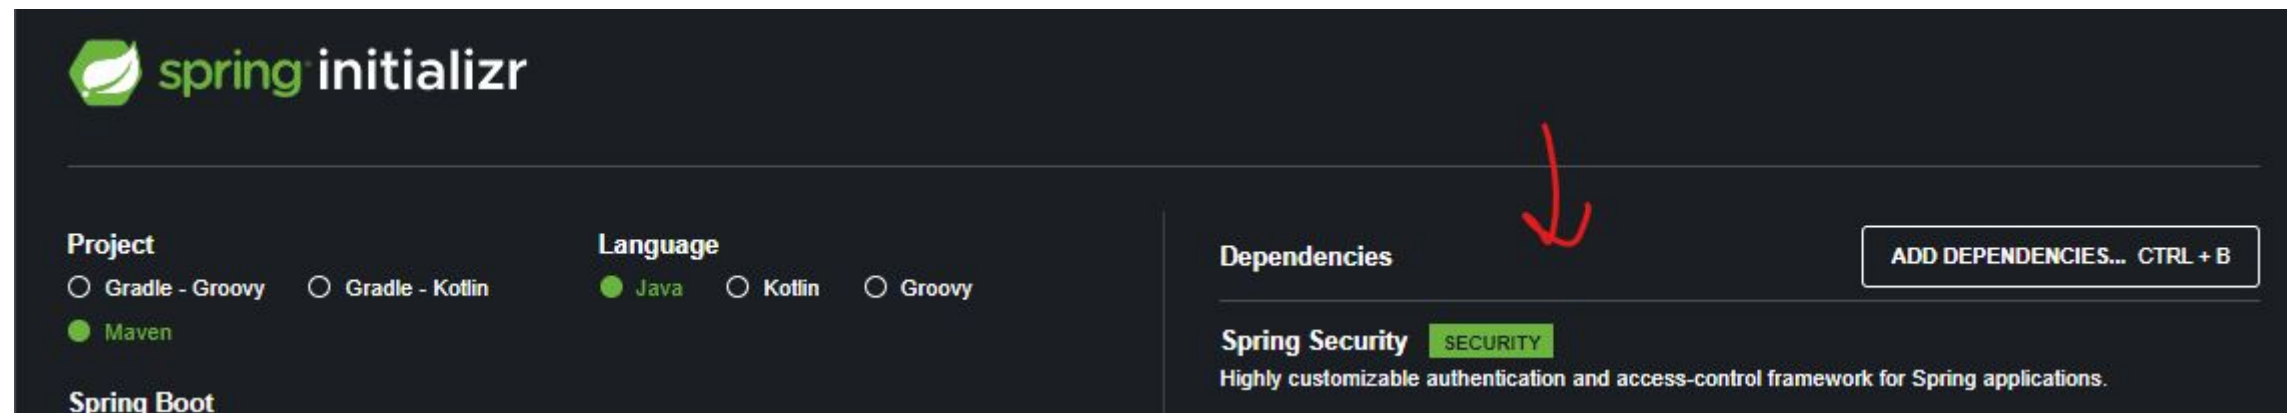 spring initializr
Project
Gradle - Groovy
Gradle - Kotlin
Maven
Language
Java
Kotlin
Groovy
Spring Boot
Dependencies
ADD DEPENDENCIES... CTRL + B
Spring Security SECURITY
Highly customizable authentication and access-control framework for Spring applications.